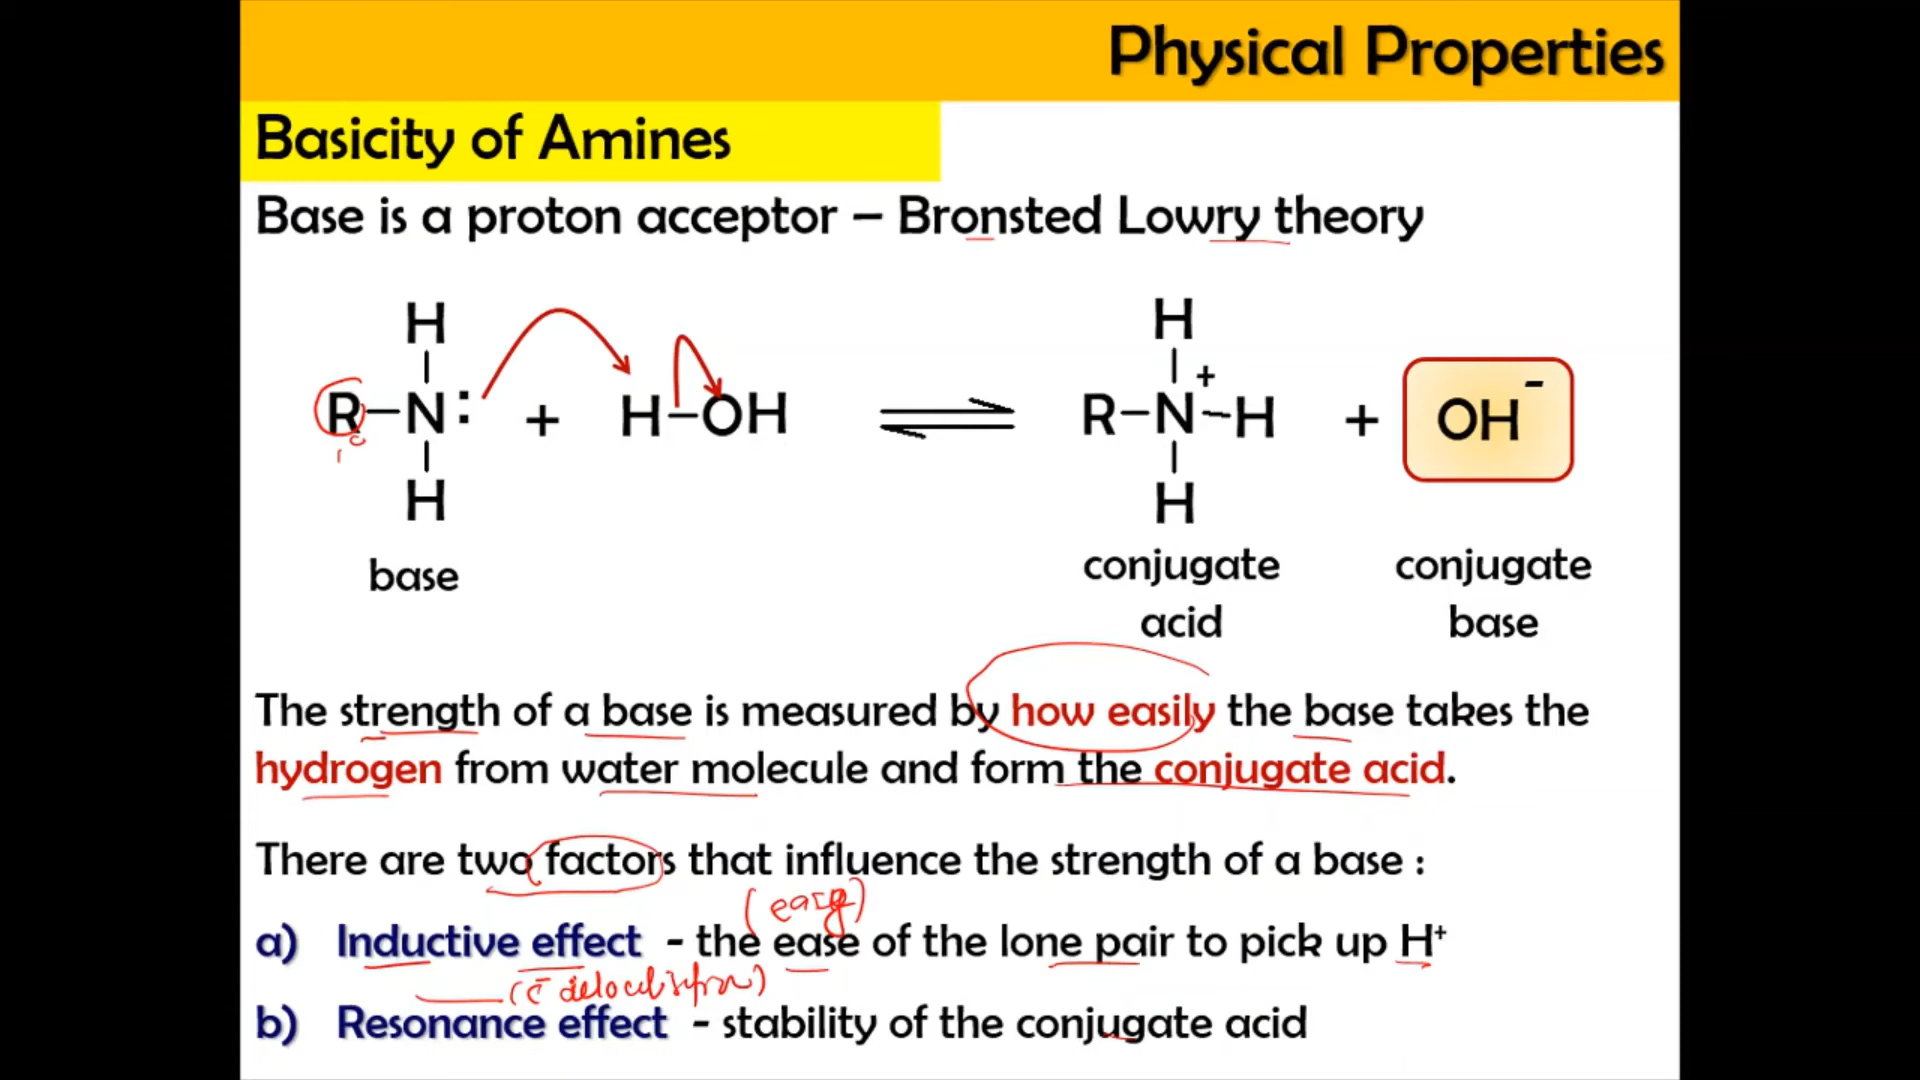 Physical Properties
Basicity of Amines
Base is a proton acceptor – Bronsted Lowry theory
H H
R–N: + H–OH ⇌ R–N⁺–H + OH⁻
H H
base conjugate acid conjugate base
The strength of a base is measured by how easily the base takes the
hydrogen from water molecule and form the conjugate acid.
There are two factors that influence the strength of a base :
(easy)
a) Inductive effect - the ease of the lone pair to pick up H⁺
b) Resonance effect - stability of the conjugate acid